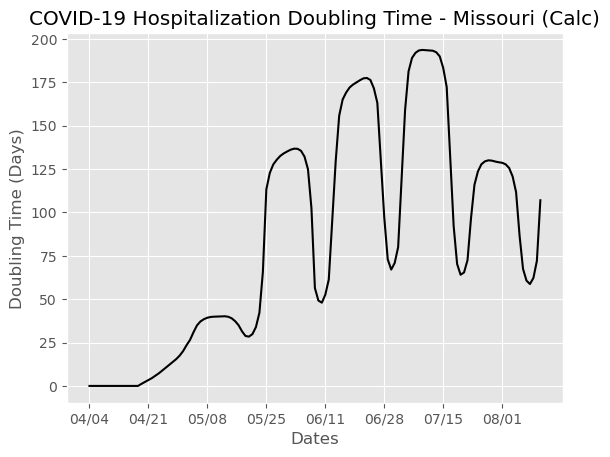 COVID-19 Hospitalization Doubling Time - Missouri (Calc)
200
175
150
125
100
75
50
25
0
Doubling Time (Days)
04/04 04/21 05/08 05/25 06/11 06/28 07/15 08/01
Dates